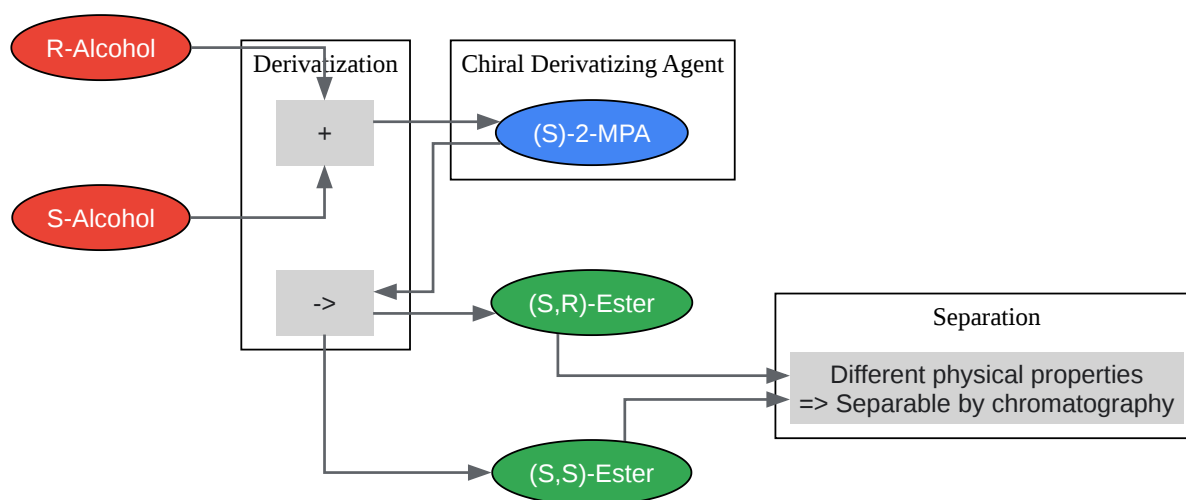 R-Alcohol
Derivatization
Chiral Derivatizing Agent
+
(S)-2-MPA
S-Alcohol
->
(S,R)-Ester
Separation
Different physical properties
=> Separable by chromatography
(S,S)-Ester